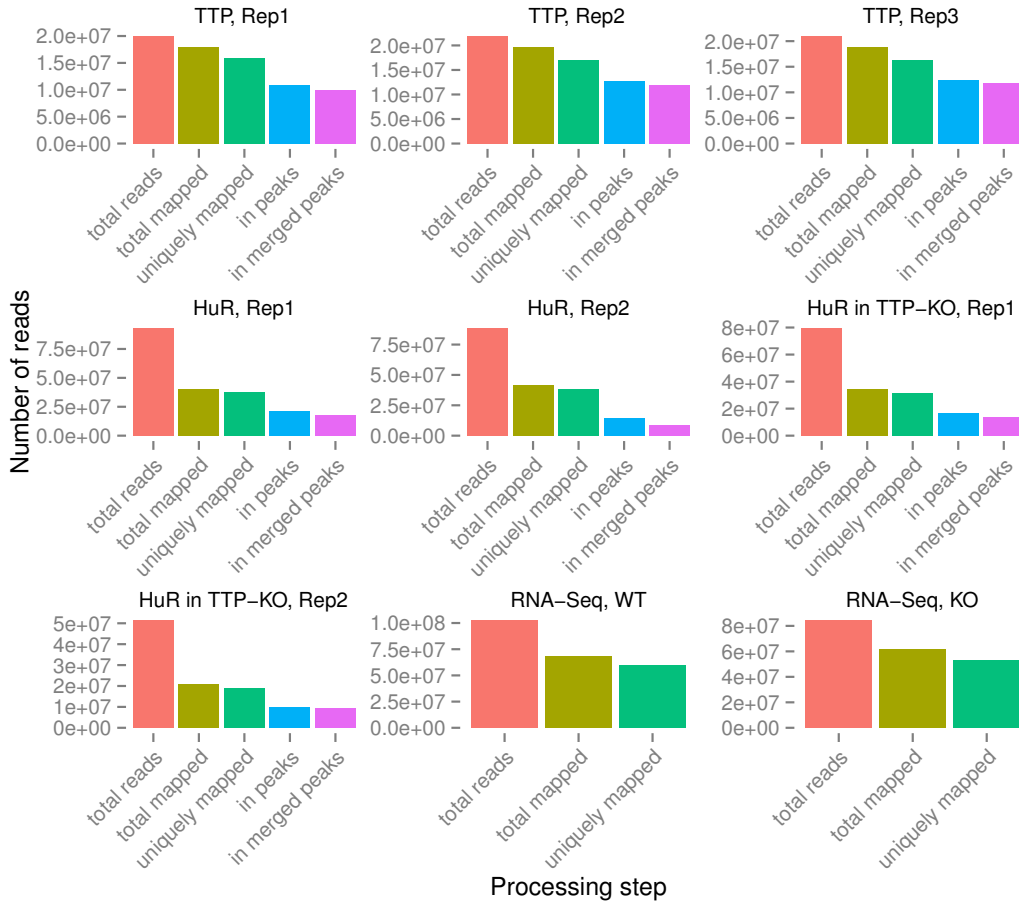 TTP, Rep1
2.0e+07
1.5e+07
1.0e+07
5.0e+06
0.0e+00
total reads
total mapped
uniquely mapped
in peaks
in merged peaks
TTP, Rep2
2.0e+07
1.5e+07
1.0e+07
5.0e+06
0.0e+00
total reads
total mapped
uniquely mapped
in peaks
in merged peaks
TTP, Rep3
2.0e+07
1.5e+07
1.0e+07
5.0e+06
0.0e+00
total reads
total mapped
uniquely mapped
in peaks
in merged peaks
Number of reads
HuR, Rep1
7.5e+07
5.0e+07
2.5e+07
0.0e+00
total reads
total mapped
uniquely mapped
in peaks
in merged peaks
HuR, Rep2
7.5e+07
5.0e+07
2.5e+07
0.0e+00
total reads
total mapped
uniquely mapped
in peaks
in merged peaks
HuR in TTP−KO, Rep1
8e+07
6e+07
4e+07
2e+07
0e+00
total reads
total mapped
uniquely mapped
in peaks
in merged peaks
HuR in TTP−KO, Rep2
5e+07
4e+07
3e+07
2e+07
1e+07
0e+00
total reads
total mapped
uniquely mapped
in peaks
in merged peaks
RNA−Seq, WT
1.0e+08
7.5e+07
5.0e+07
2.5e+07
0.0e+00
total reads
total mapped
uniquely mapped
RNA−Seq, KO
8e+07
6e+07
4e+07
2e+07
0e+00
total reads
total mapped
uniquely mapped
Processing step